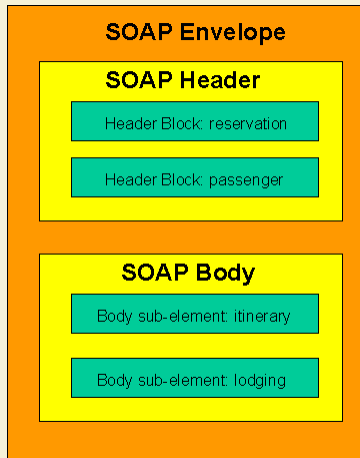 SOAP Envelope
SOAP Header
Header Block: reservation
Header Block: passenger
SOAP Body
Body sub-element: itinerary
Body sub-element: lodging